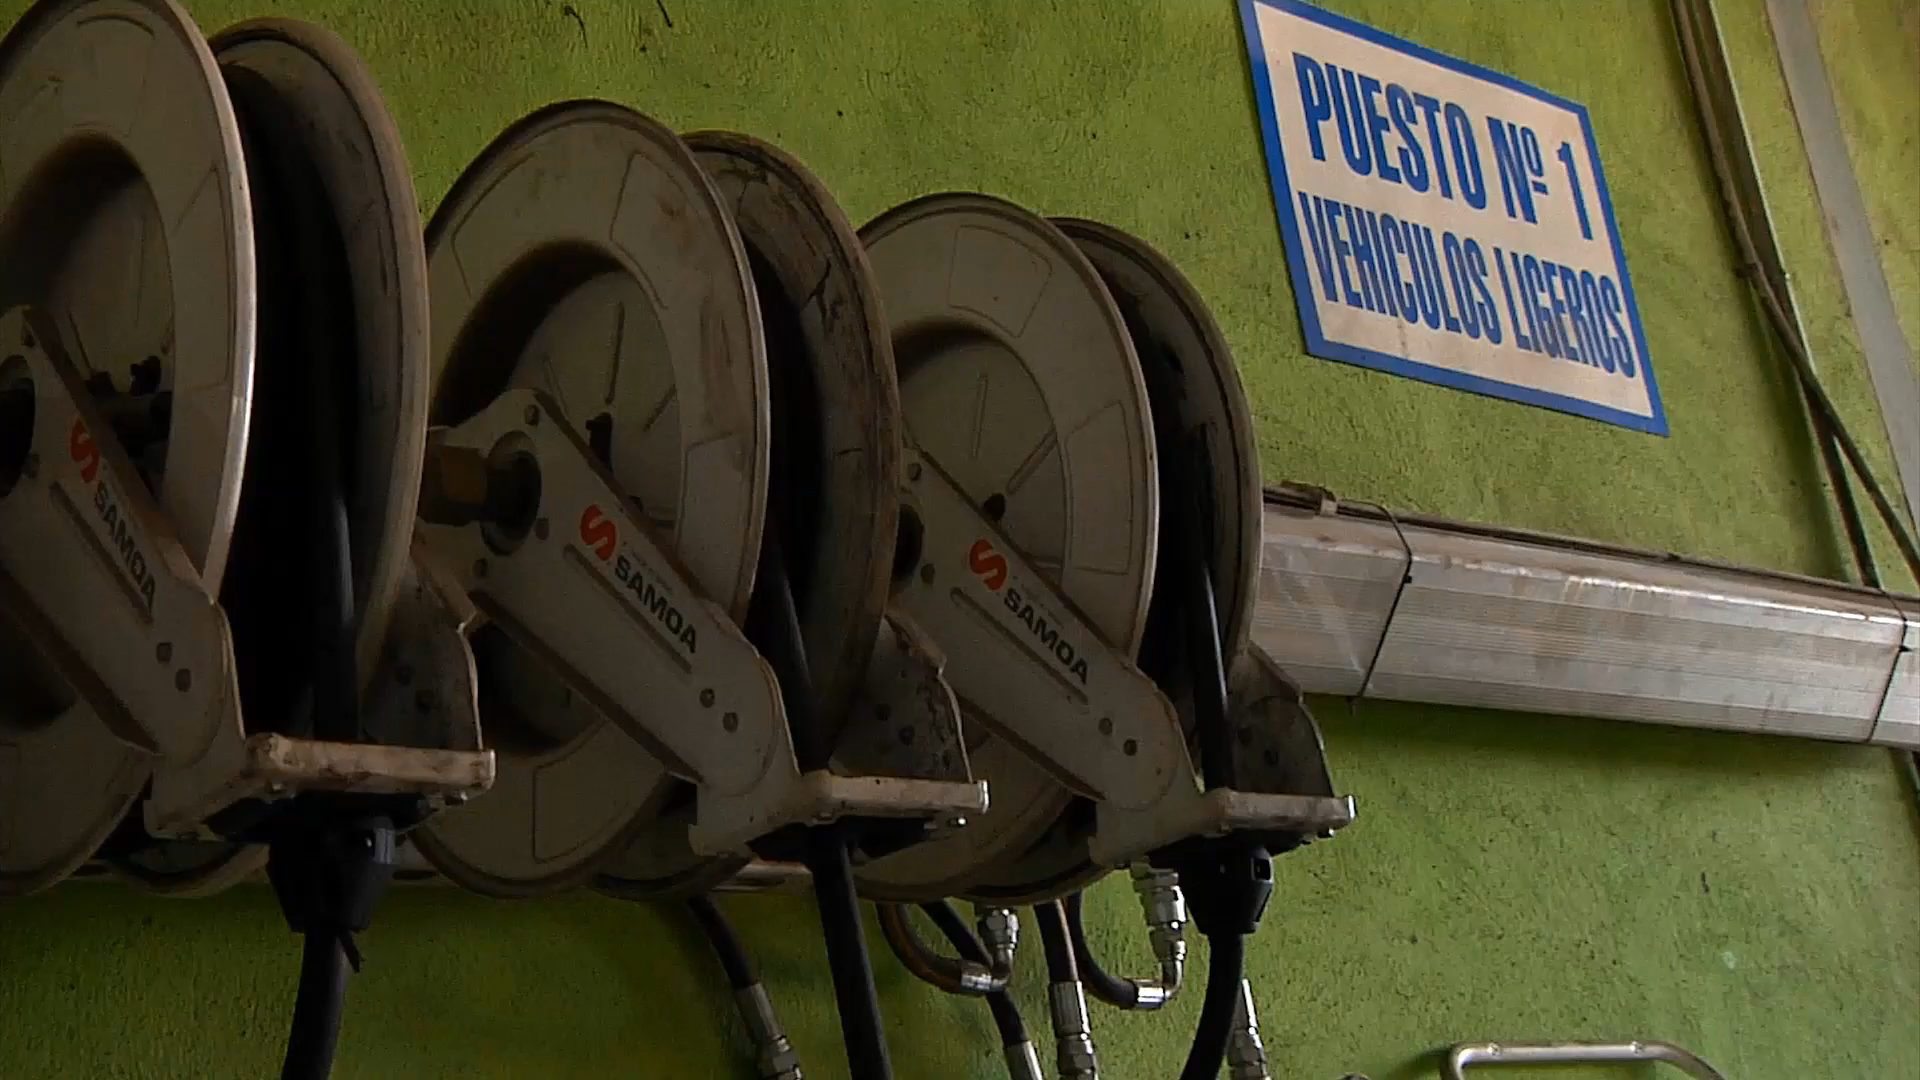 PUESTO Nº 1
VEHICULOS LIGEROS
SAMOA
SAMOA
SAMOA